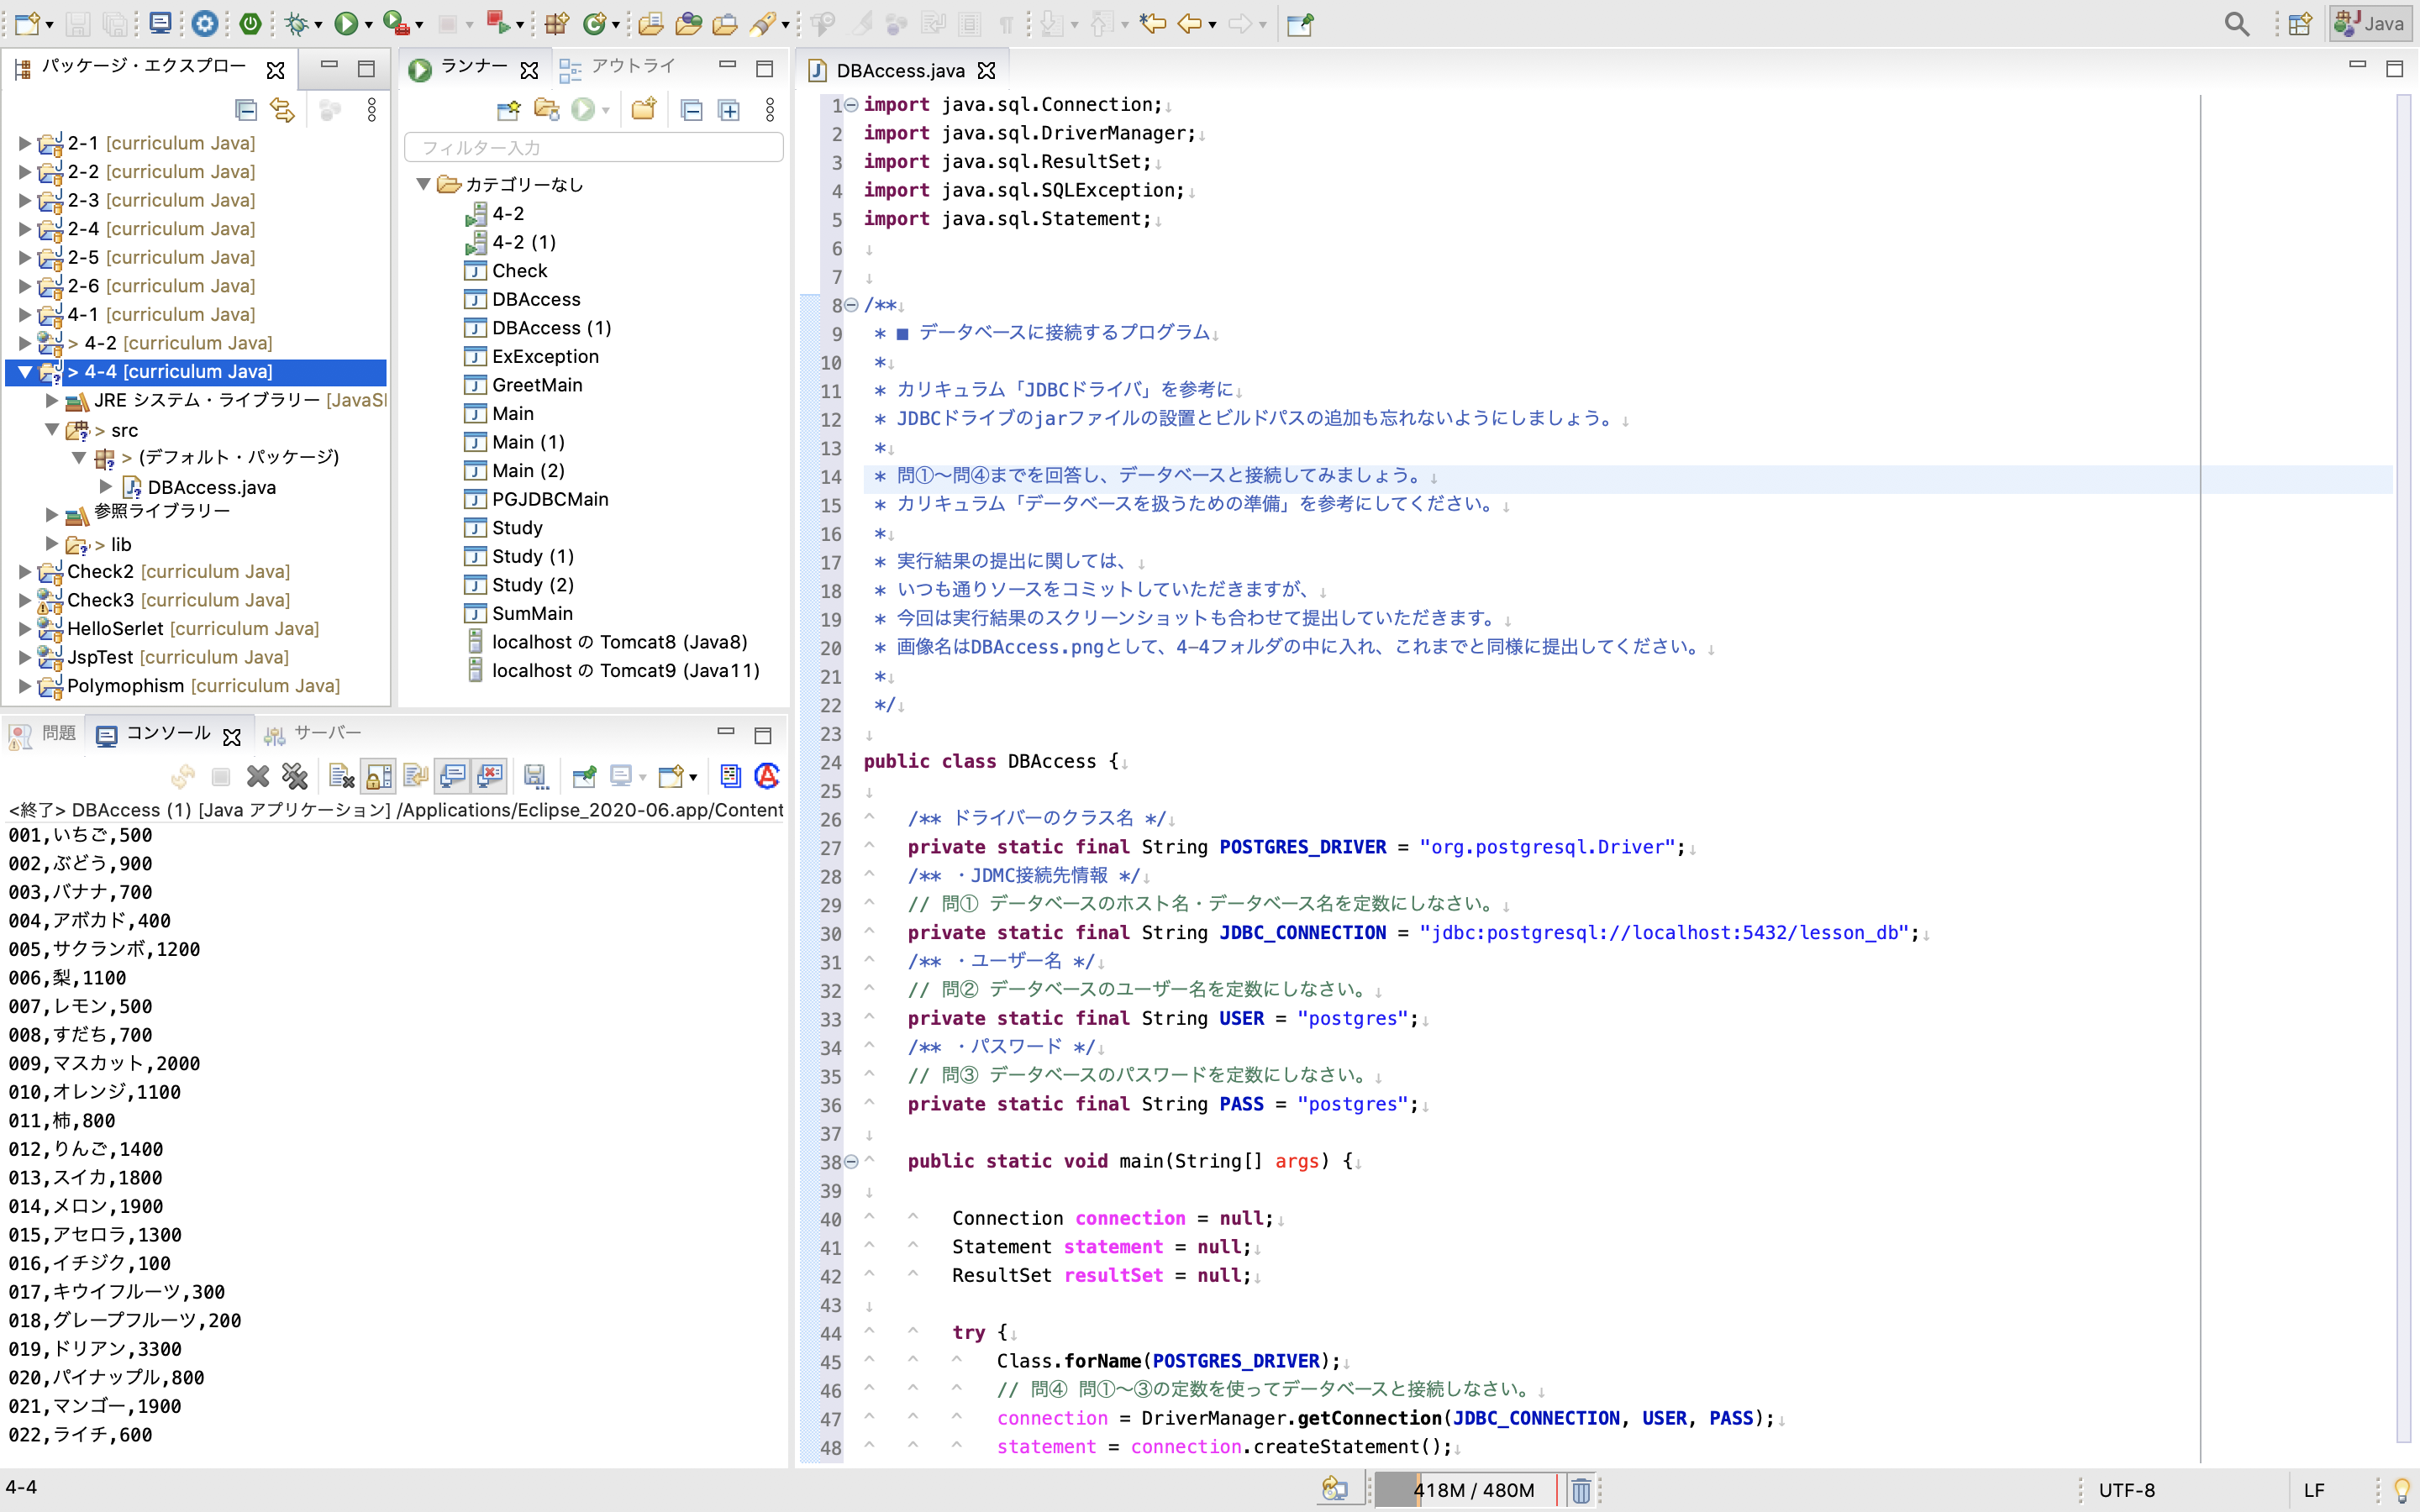 Java
パッケージ・エクスプロー
2-1 [curriculum Java]
2-2 [curriculum Java]
2-3 [curriculum Java]
2-4 [curriculum Java]
2-5 [curriculum Java]
2-6 [curriculum Java]
4-1 [curriculum Java]
> 4-2 [curriculum Java]
> 4-4 [curriculum Java]
JRE システム・ライブラリー [JavaSI
> src
> (デフォルト・パッケージ)
DBAccess.java
参照ライブラリー
> lib
Check2 [curriculum Java]
Check3 [curriculum Java]
HelloSerlet [curriculum Java]
JspTest [curriculum Java]
Polymophism [curriculum Java]
ランナー
アウトライ
フィルター入力
カテゴリーなし
4-2
4-2 (1)
Check
DBAccess
DBAccess (1)
ExException
GreetMain
Main
Main (1)
Main (2)
PGJDBCMain
Study
Study (1)
Study (2)
SumMain
localhost の Tomcat8 (Java8)
localhost の Tomcat9 (Java11)
問題
コンソール
サーバー
<終了> DBAccess (1) [Java アプリケーション] /Applications/Eclipse_2020-06.app/Content
001,いちご,500
002,ぶどう,900
003,バナナ,700
004,アボカド,400
005,サクランボ,1200
006,梨,1100
007,レモン,500
008,すだち,700
009,マスカット,2000
010,オレンジ,1100
011,柿,800
012,りんご,1400
013,スイカ,1800
014,メロン,1900
015,アセロラ,1300
016,イチジク,100
017,キウイフルーツ,300
018,グレープフルーツ,200
019,ドリアン,3300
020,パイナップル,800
021,マンゴー,1900
022,ライチ,600
DBAccess.java
1 import java.sql.Connection;↓
2 import java.sql.DriverManager;↓
3 import java.sql.ResultSet;↓
4 import java.sql.SQLException;↓
5 import java.sql.Statement;↓
6 ↓
7 ↓
8 /**↓
9 * ■ データベースに接続するプログラム↓
10 *↓
11 * カリキュラム「JDBCドライバ」を参考に↓
12 * JDBCドライブのjarファイルの設置とビルドパスの追加も忘れないようにしましょう。↓
13 *↓
14 * 問①〜問④までを回答し、データベースと接続してみましょう。↓
15 * カリキュラム「データベースを扱うための準備」を参考にしてください。↓
16 *↓
17 * 実行結果の提出に関しては、↓
18 * いつも通りソースをコミットしていただきますが、↓
19 * 今回は実行結果のスクリーンショットも合わせて提出していただきます。↓
20 * 画像名はDBAccess.pngとして、4-4フォルダの中に入れ、これまでと同様に提出してください。↓
21 *↓
22 */↓
23 ↓
24 public class DBAccess {↓
25 ↓
26 ^ /** ドライバーのクラス名 */↓
27 ^ private static final String POSTGRES_DRIVER = "org.postgresql.Driver";↓
28 ^ /** ・JDMC接続先情報 */↓
29 ^ // 問① データベースのホスト名・データベース名を定数にしなさい。↓
30 ^ private static final String JDBC_CONNECTION = "jdbc:postgresql://localhost:5432/lesson_db";↓
31 ^ /** ・ユーザー名 */↓
32 ^ // 問② データベースのユーザー名を定数にしなさい。↓
33 ^ private static final String USER = "postgres";↓
34 ^ /** ・パスワード */↓
35 ^ // 問③ データベースのパスワードを定数にしなさい。↓
36 ^ private static final String PASS = "postgres";↓
37 ↓
38 ^ public static void main(String[] args) {↓
39 ↓
40 ^ ^ Connection connection = null;↓
41 ^ ^ Statement statement = null;↓
42 ^ ^ ResultSet resultSet = null;↓
43 ↓
44 ^ ^ try {↓
45 ^ ^ ^ Class.forName(POSTGRES_DRIVER);↓
46 ^ ^ ^ // 問④ 問①〜③の定数を使ってデータベースと接続しなさい。↓
47 ^ ^ ^ connection = DriverManager.getConnection(JDBC_CONNECTION, USER, PASS);↓
48 ^ ^ ^ statement = connection.createStatement();↓
4-4
418M / 480M
UTF-8
LF